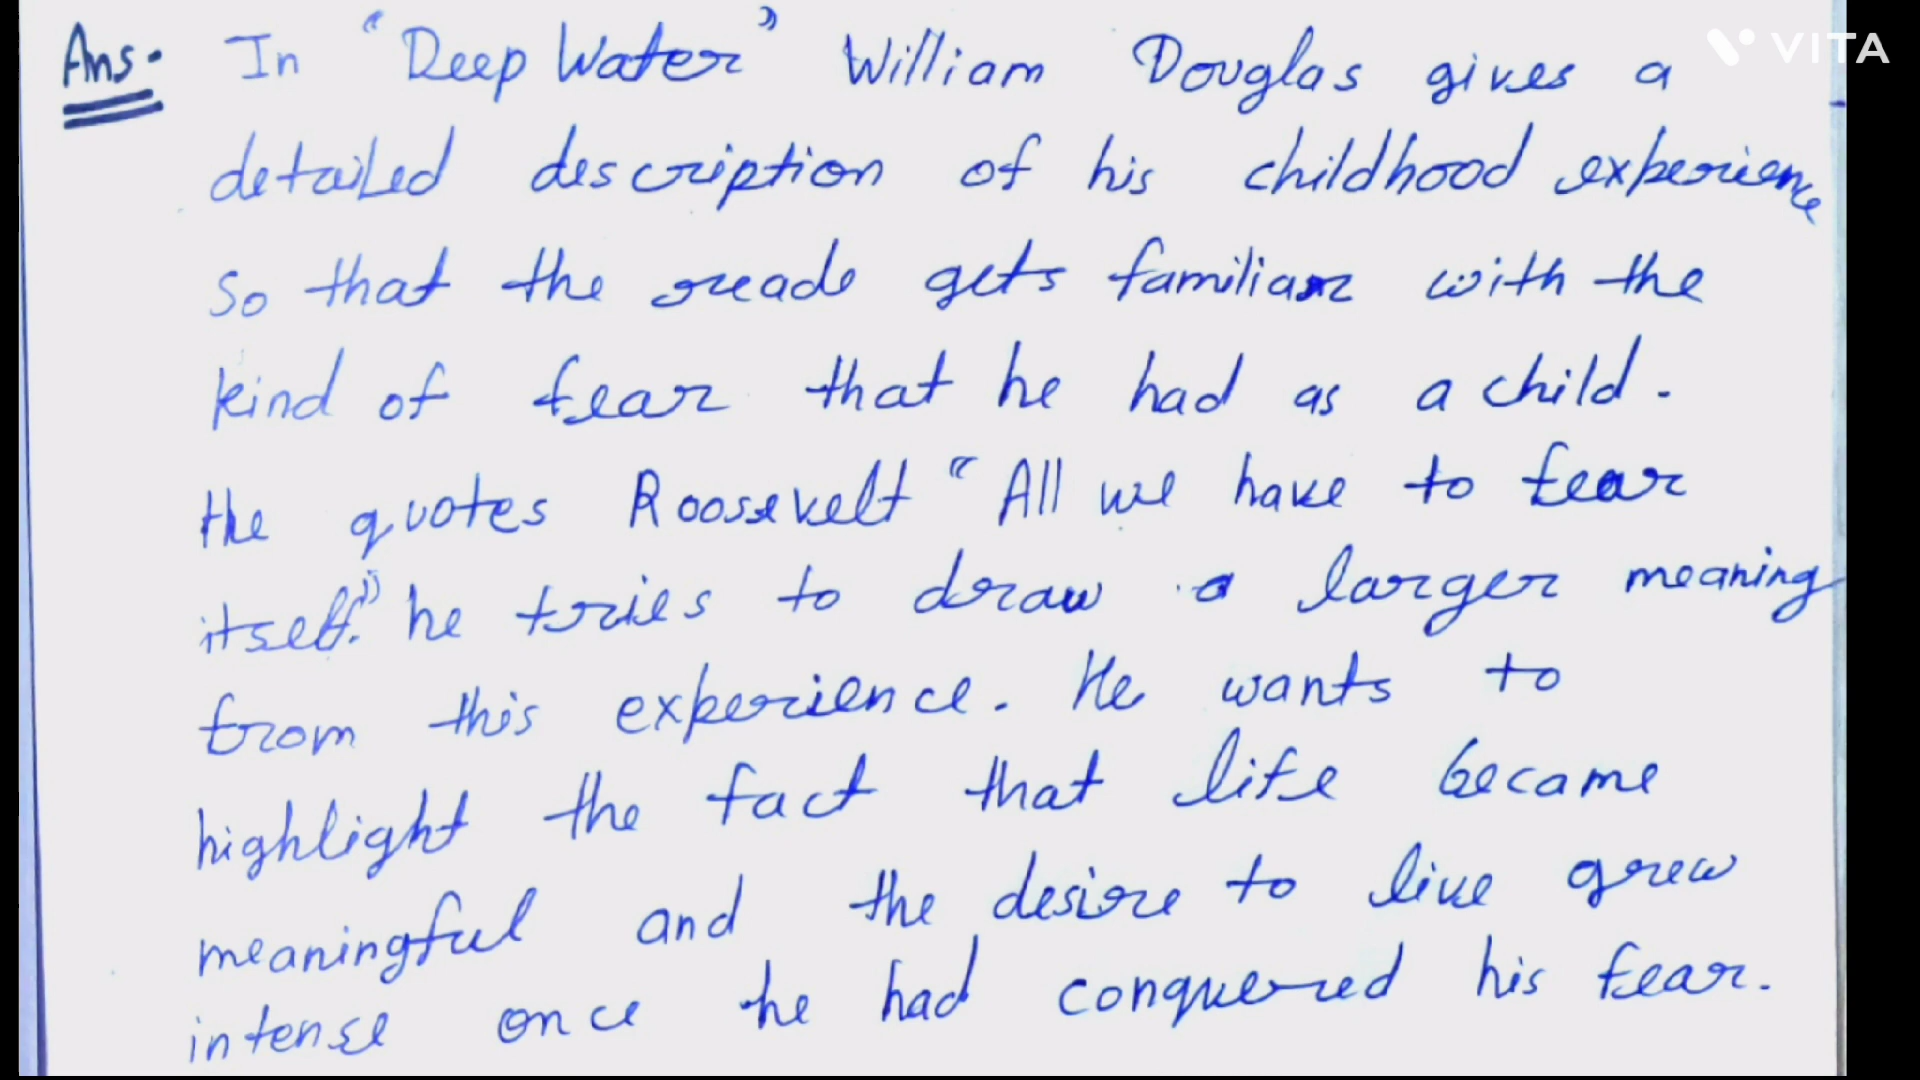 Ans. In "Deep Water" William Douglas gives a
VITA
detailed description of his childhood experience
so that the reade gets familiar with the
kind of fear that he had as a child.
He quotes Roosevelt "All we have to fear
itself." he tries to draw a larger meaning
from this experience. He wants to
highlight the fact that life became
meaningful and the desire to live grew
intense once he had conquered his fear.